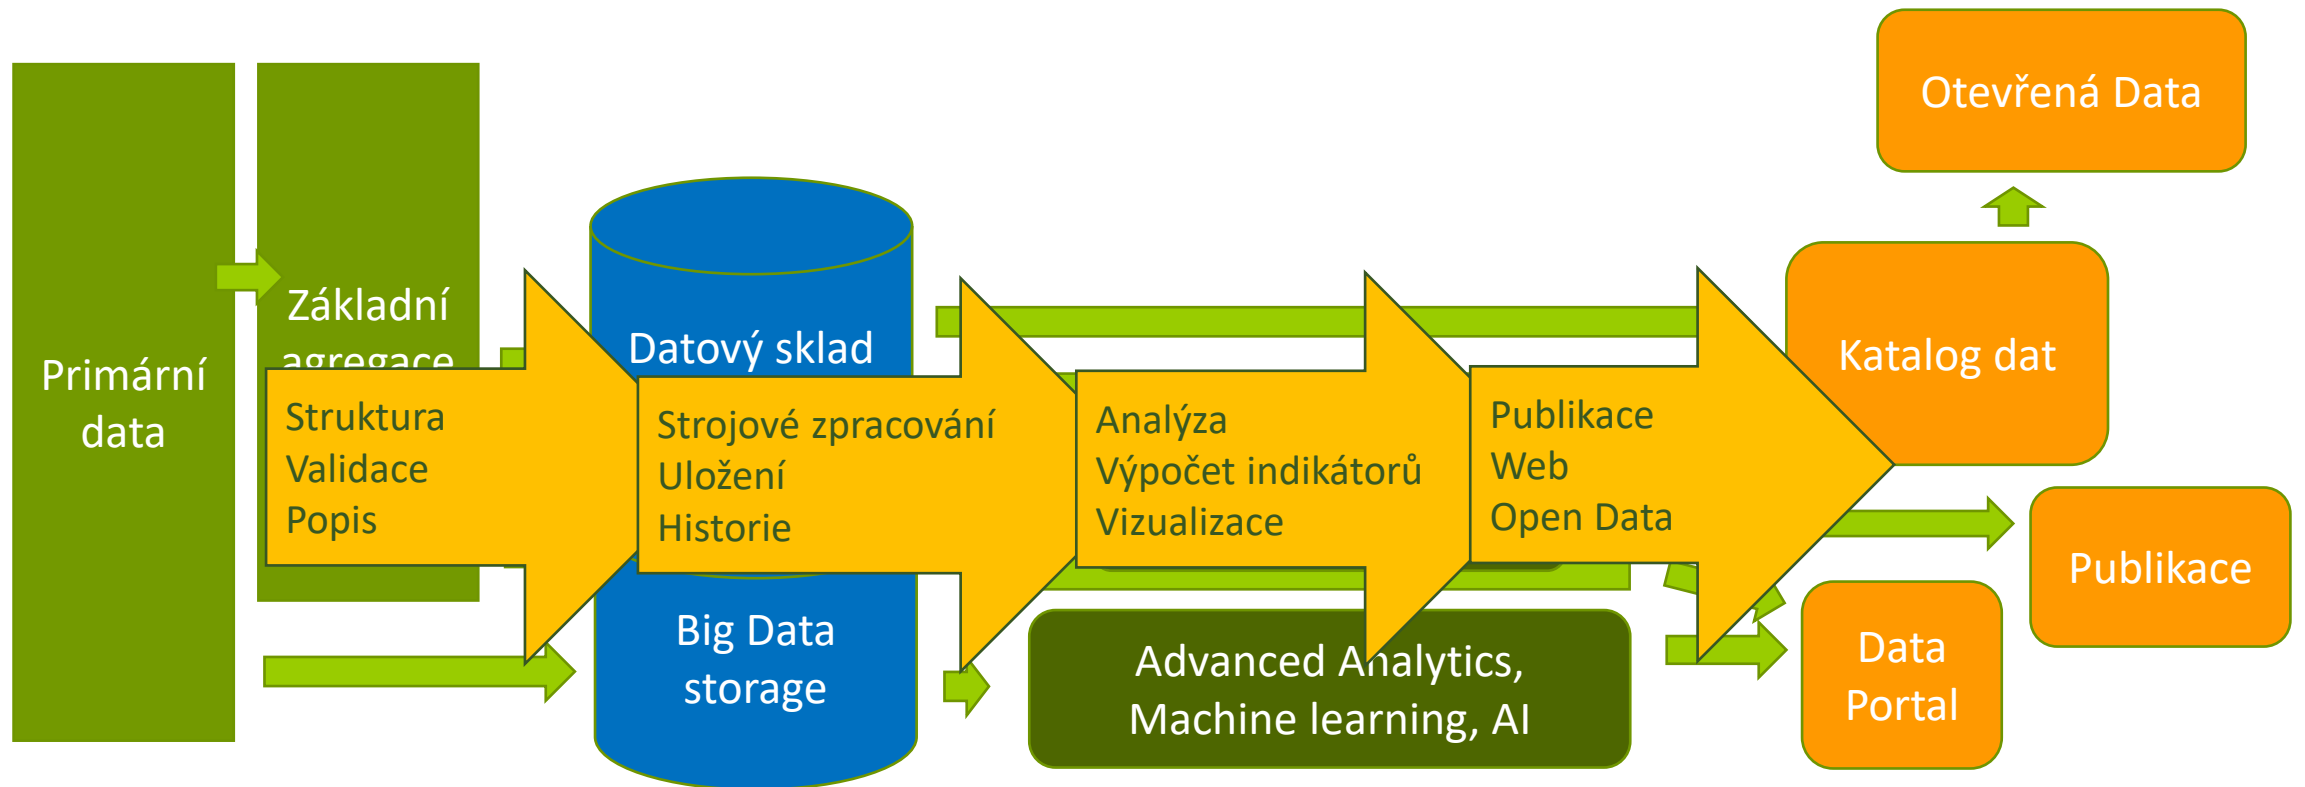 Primární
data
Základní
agregace
Struktura
Validace
Popis
Datový sklad
Big Data
storage
Strojové zpracování
Uložení
Historie
Analýza
Výpočet indikátorů
Vizualizace
Advanced Analytics,
Machine learning, AI
Publikace
Web
Open Data
Otevřená Data
Katalog dat
Publikace
Data
Portal